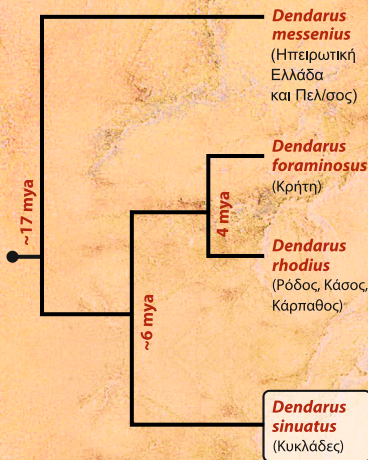 Dendarus
messenius
(Ηπειρωτική
Ελλάδα
και Πελ/σος)
Dendarus
foraminosus
(Κρήτη)
~17 mya
4 mya
Dendarus
rhodius
(Ρόδος, Κάσος,
Κάρπαθος)
~6 mya
Dendarus
sinuatus
(Κυκλάδες)